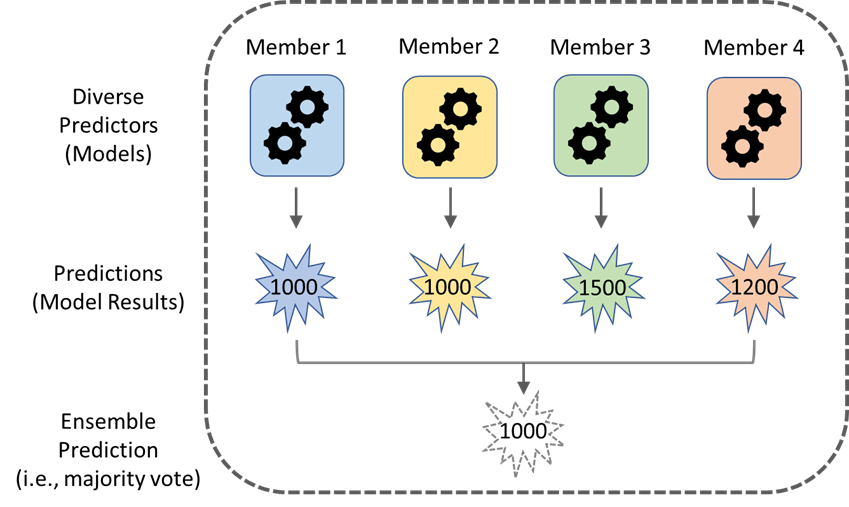 Member 1 Member 2 Member 3 Member 4
Diverse
Predictors
(Models)
Predictions
(Model Results)
1000 1000 1500 1200
Ensemble
Prediction
(i.e., majority vote)
1000